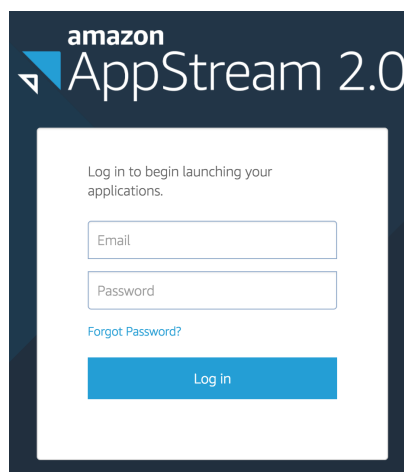 amazon
AppStream 2.0
Log in to begin launching your
applications.
Email
Password
Forgot Password?
Log in